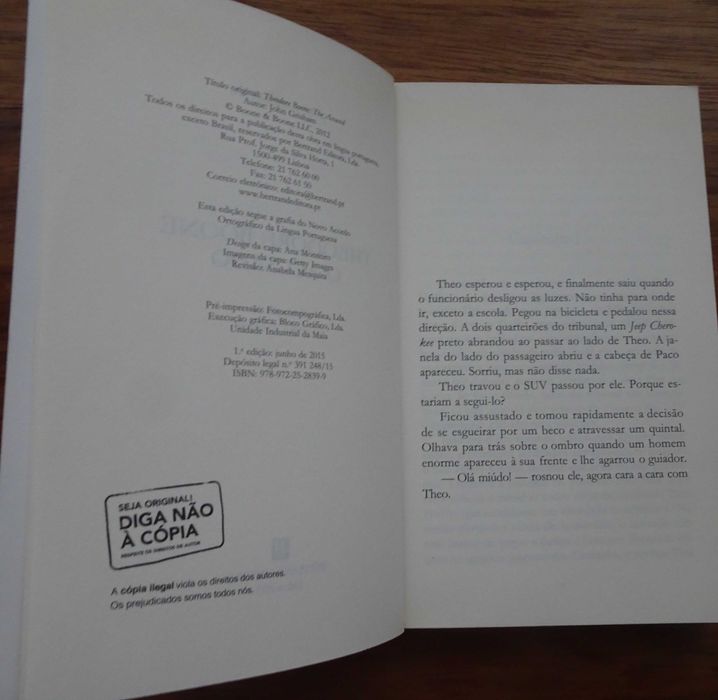 Título original: Theodore Boone: The Accused
Autor: John Grisham
© Boone & Boone LLC, 2012
Todos os direitos para a publicação desta obra em língua portuguesa,
exceto Brasil, reservados por Bertrand Editora, Lda.
Rua Prof. Jorge da Silva Horta, 1
1500-499 Lisboa
Telefone: 21 762 60 00
Fax: 21 762 61 50
Correio eletrónico: editora@bertrand.pt
www.bertrandeditora.pt
Esta edição segue a grafia do Novo Acordo
Ortográfico da Língua Portuguesa
Design da capa: Ana Monteiro
Imagens da capa: Getty Images
Revisão: Anabela Mesquita
Pré-impressão: Fotocompográfica, Lda.
Execução gráfica: Bloco Gráfico, Lda.
Unidade Industrial da Maia
1.ª edição: junho de 2015
Depósito legal n.º 391 248/15
ISBN: 978-972-25-2839-9
SEJA ORIGINAL!
DIGA NÃO
À CÓPIA
RESPEITE OS DIREITOS DE AUTOR
A cópia ilegal viola os direitos dos autores.
Os prejudicados somos todos nós.
Theo esperou e esperou, e finalmente saiu quando
o funcionário desligou as luzes. Não tinha para onde
ir, exceto a escola. Pegou na bicicleta e pedalou nessa
direção. A dois quarteirões do tribunal, um Jeep Chero-
kee preto abrandou ao passar ao lado de Theo. A ja-
nela do lado do passageiro abriu e a cabeça de Paco
apareceu. Sorriu, mas não disse nada.
Theo travou e o SUV passou por ele. Porque es-
tariam a segui-lo?
Ficou assustado e tomou rapidamente a decisão
de se esgueirar por um beco e atravessar um quintal.
Olhava para trás sobre o ombro quando um homem
enorme apareceu à sua frente e lhe agarrou o guiador.
— Olá miúdo! — rosnou ele, agora cara a cara com
Theo.